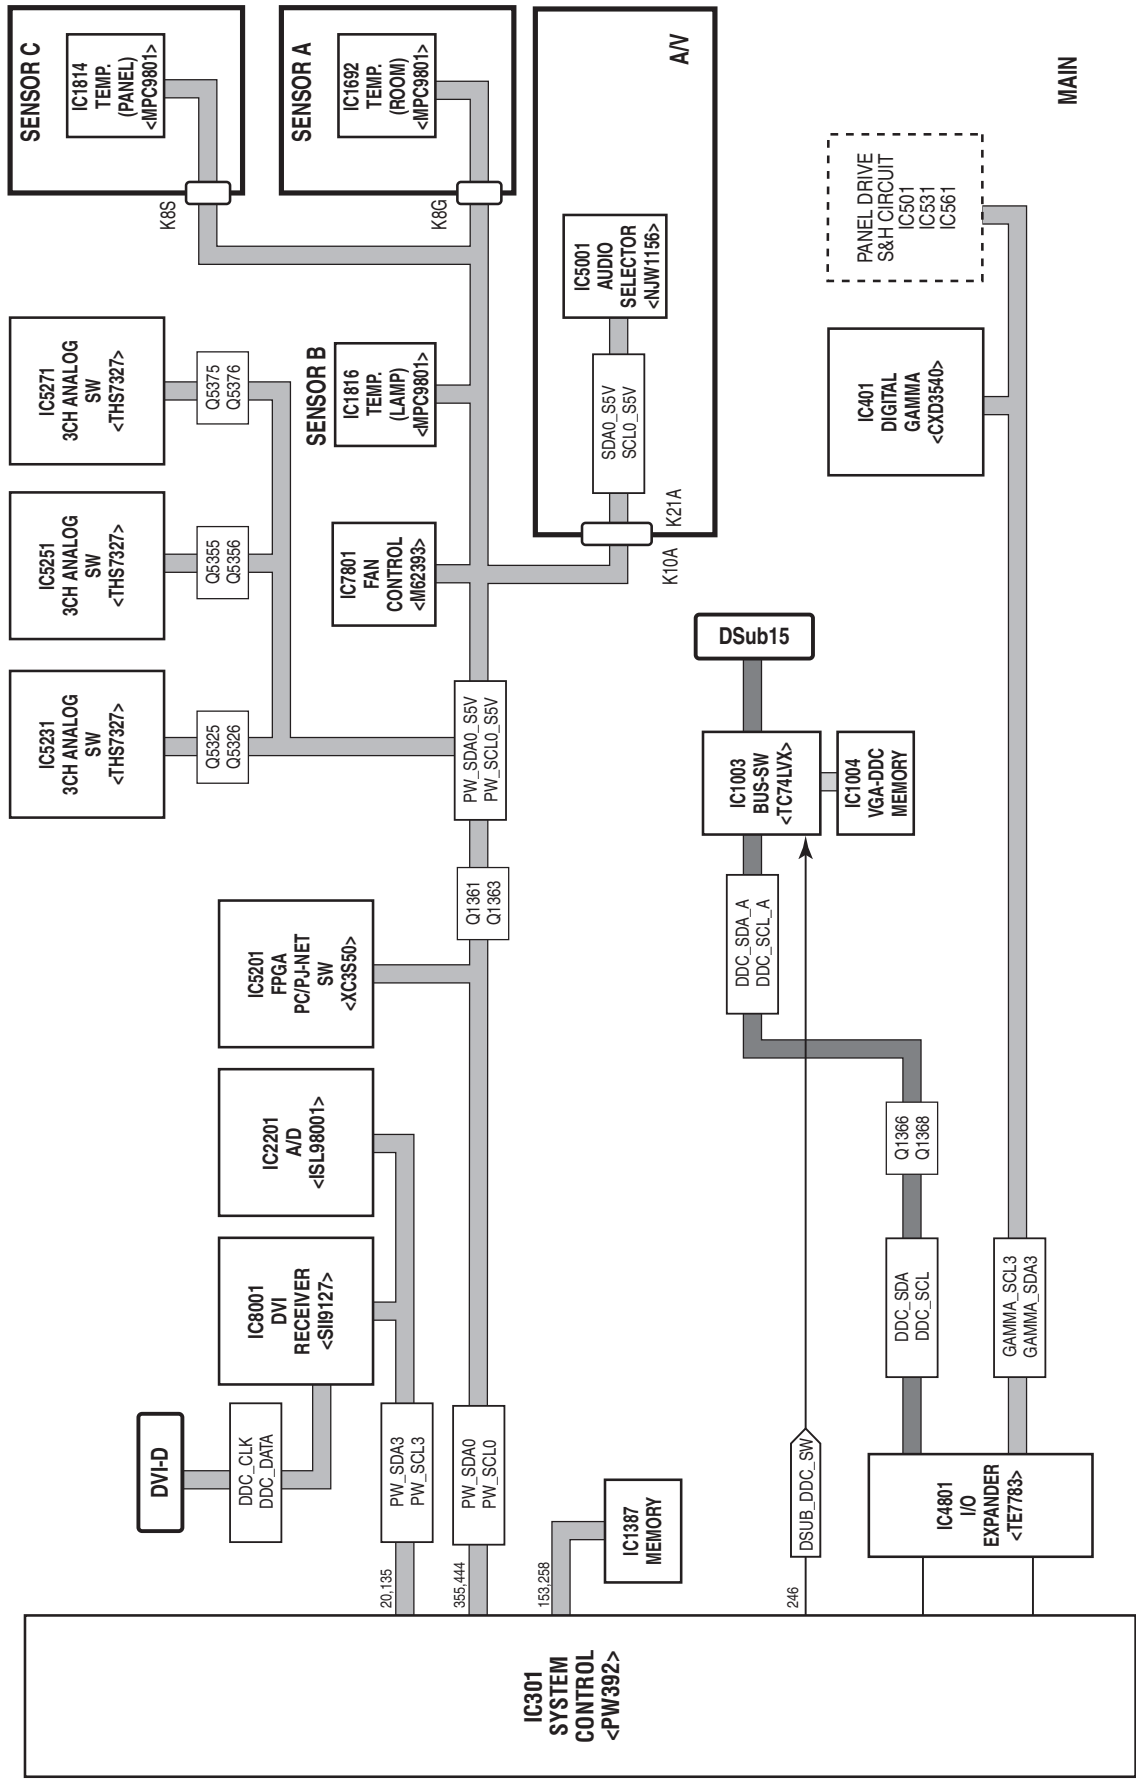 SENSOR C
IC1814
TEMP.
(PANEL)
<MPC9801>
K8S
SENSOR A
IC1692
TEMP.
(ROOM)
<MPC9801>
K8G
A/V
IC5001
AUDIO
SELECTOR
<NJW1156>
SDA0_S5V
SCL0_S5V
K21A
K10A
MAIN
PANEL DRIVE
S&H CIRCUIT
IC501
IC531
IC561
IC401
DIGITAL
GAMMA
<CXD3540>
IC5271
3CH ANALOG
SW
<THS7327>
Q5375
Q5376
IC5251
3CH ANALOG
SW
<THS7327>
Q5355
Q5356
IC5231
3CH ANALOG
SW
<THS7327>
Q5325
Q5326
SENSOR B
IC1816
TEMP.
(LAMP)
<MPC9801>
IC7801
FAN
CONTROL
<M62393>
PW_SDA0_S5V
PW_SCL0_S5V
Q1361
Q1363
DSub15
IC1003
BUS-SW
<TC74LVX>
IC1004
VGA-DDC
MEMORY
DDC_SDA_A
DDC_SCL_A
Q1366
Q1368
DDC_SDA
DDC_SCL
GAMMA_SCL3
GAMMA_SDA3
IC5201
FPGA
PC/PJ-NET
SW
<XC3S50>
IC2201
A/D
<ISL98001>
IC8001
DVI
RECEIVER
<SII9127>
DVI-D
DDC_CLK
DDC_DATA
PW_SDA3
PW_SCL3
20,135
PW_SDA0
PW_SCL0
355,444
153,258
IC1387
MEMORY
DSUB_DDC_SW
246
IC4801
I/O
EXPANDER
<TE7783>
IC301
SYSTEM
CONTROL
<PW392>